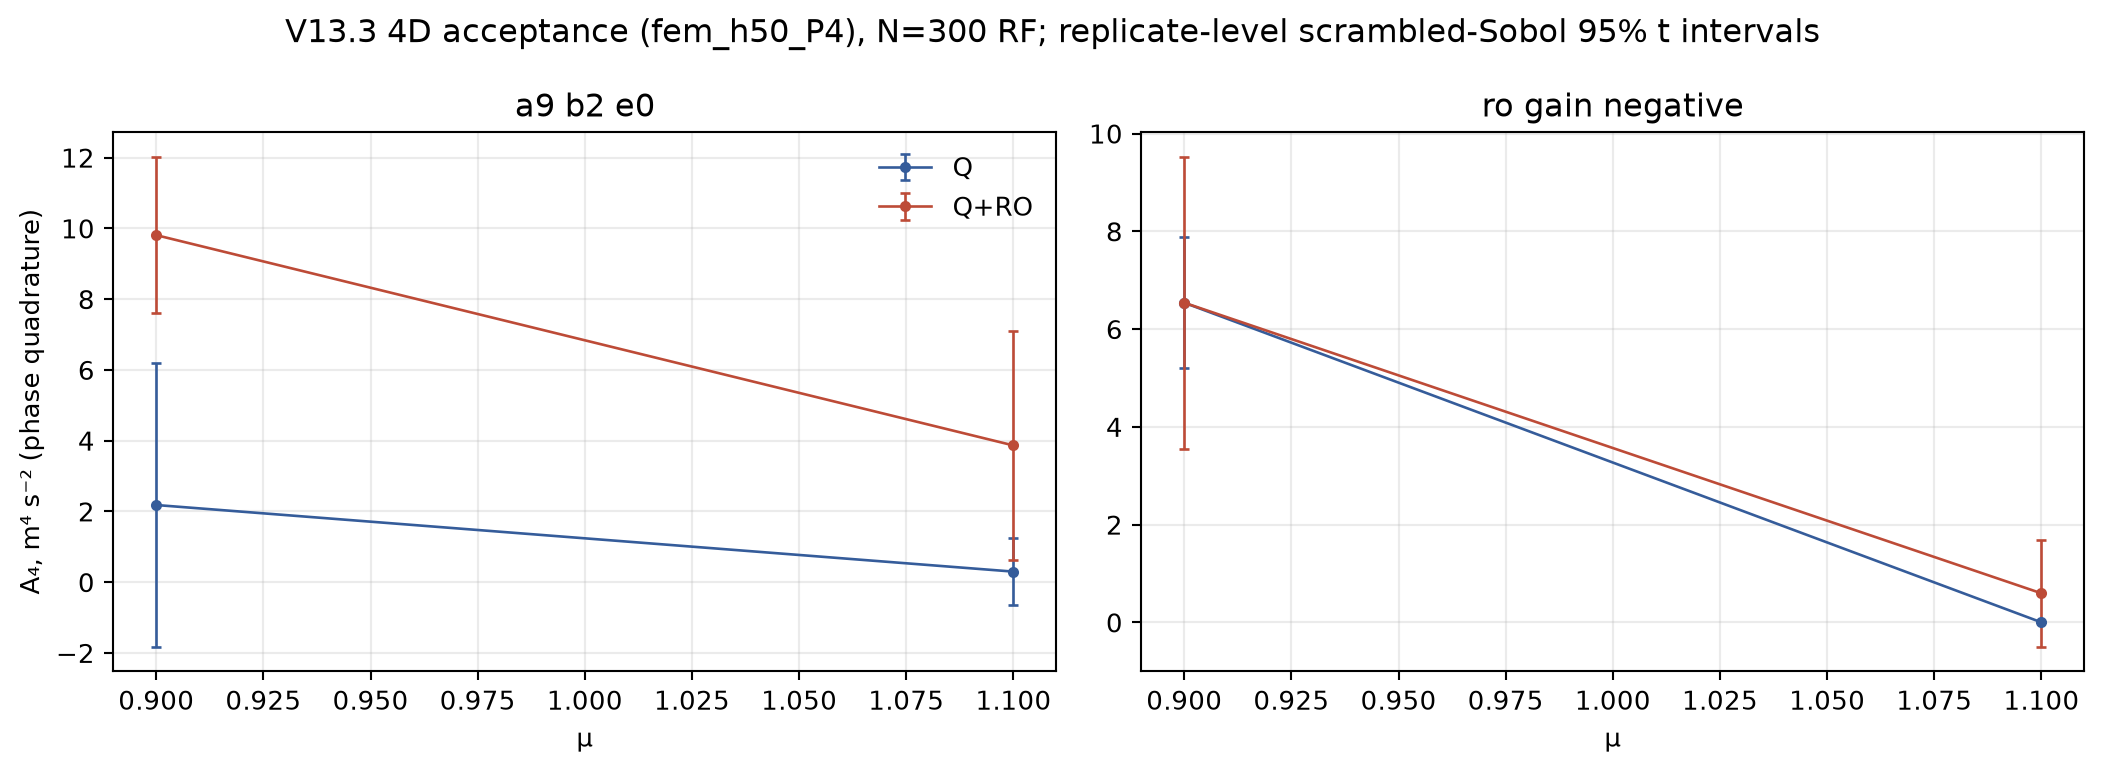 V13.3 4D acceptance (fem_h50_P4), N=300 RF; replicate-level scrambled-Sobol 95% t intervals
a9 b2 e0
Q
Q+RO
A₄, m⁴ s⁻² (phase quadrature)
12
10
8
6
4
2
0
−2
0.900 0.925 0.950 0.975 1.000 1.025 1.050 1.075 1.100
μ
ro gain negative
10
8
6
4
2
0
0.900 0.925 0.950 0.975 1.000 1.025 1.050 1.075 1.100
μ